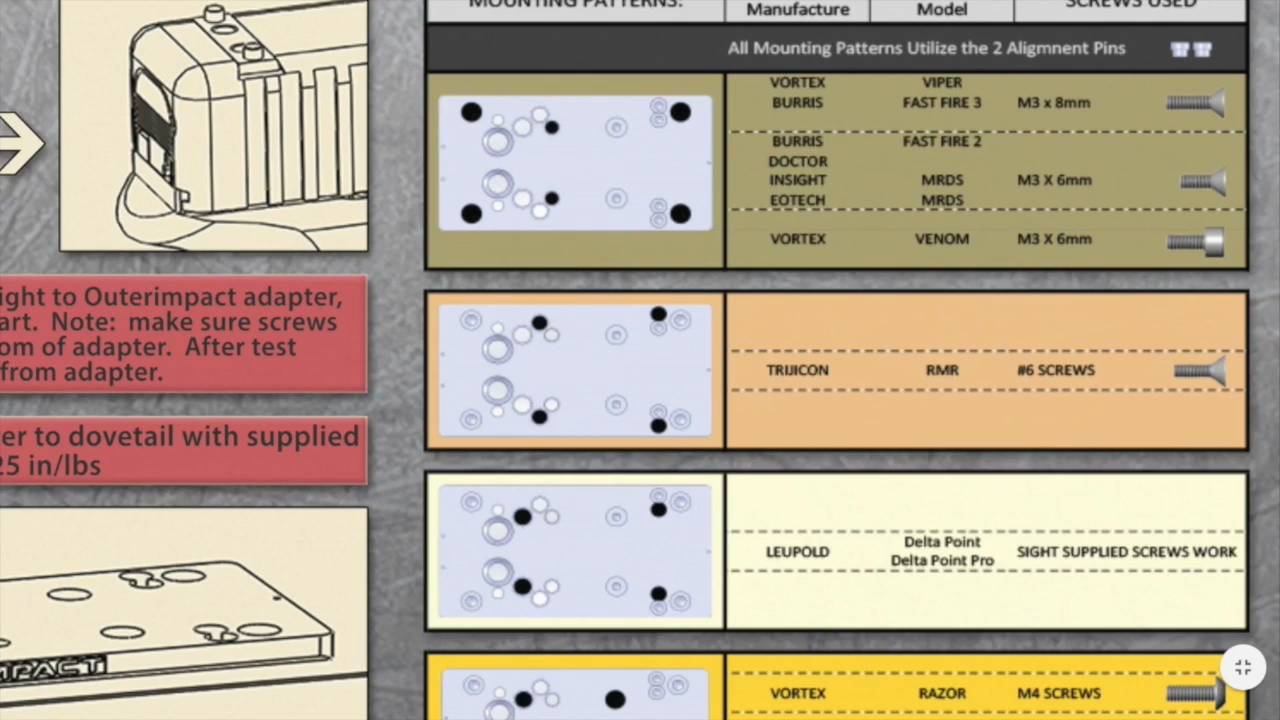 MOUNTING PATTERNS:
Manufacture
Model
SCREWS USED
All Mounting Patterns Utilize the 2 Aligmnent Pins
VORTEX VIPER
BURRIS FAST FIRE 3 M3 x 8mm
BURRIS FAST FIRE 2
DOCTOR
INSIGHT MRDS M3 X 6mm
EOTECH MRDS
VORTEX VENOM M3 X 6mm
ight to Outerimpact adapter,
art. Note: make sure screws
om of adapter. After test
from adapter.
TRIJICON RMR #6 SCREWS
er to dovetail with supplied
25 in/lbs
LEUPOLD Delta Point SIGHT SUPPLIED SCREWS WORK
Delta Point Pro
MPACT
VORTEX RAZOR M4 SCREWS